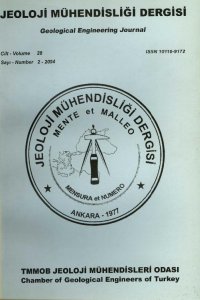 JEOLOJİ MÜHENDİSLİĞİ DERGİSİ
Geological Engineering Journal
Cilt - Volume 28
Sayı - Number 2 - 2004
ISSN 1016-9172
JEOLOJİ MÜHENDİSLİĞİ DERGİSİ
MENTE et MALLEO
MENSURA et NUMERO
ANKARA - 1977
TMMOB JEOLOJİ MÜHENDİSLERİ ODASI
Chamber of Geological Engineers of Turkey